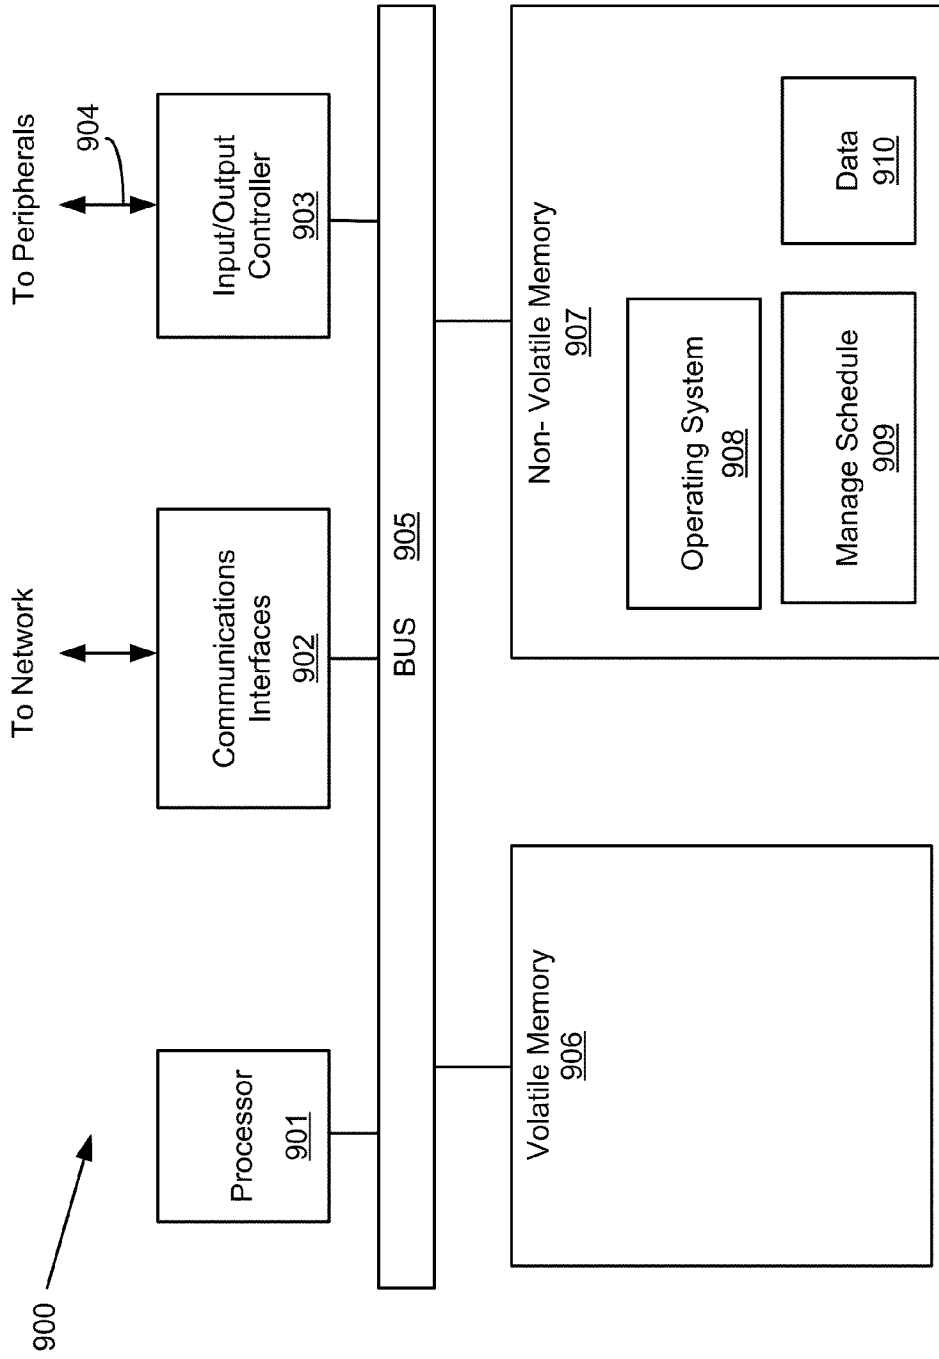 900
To Network
To Peripherals
904
Processor
901
Communications
Interfaces
902
Input/Output
Controller
903
BUS 905
Volatile Memory
906
Non- Volatile Memory
907
Operating System
908
Manage Schedule
909
Data
910